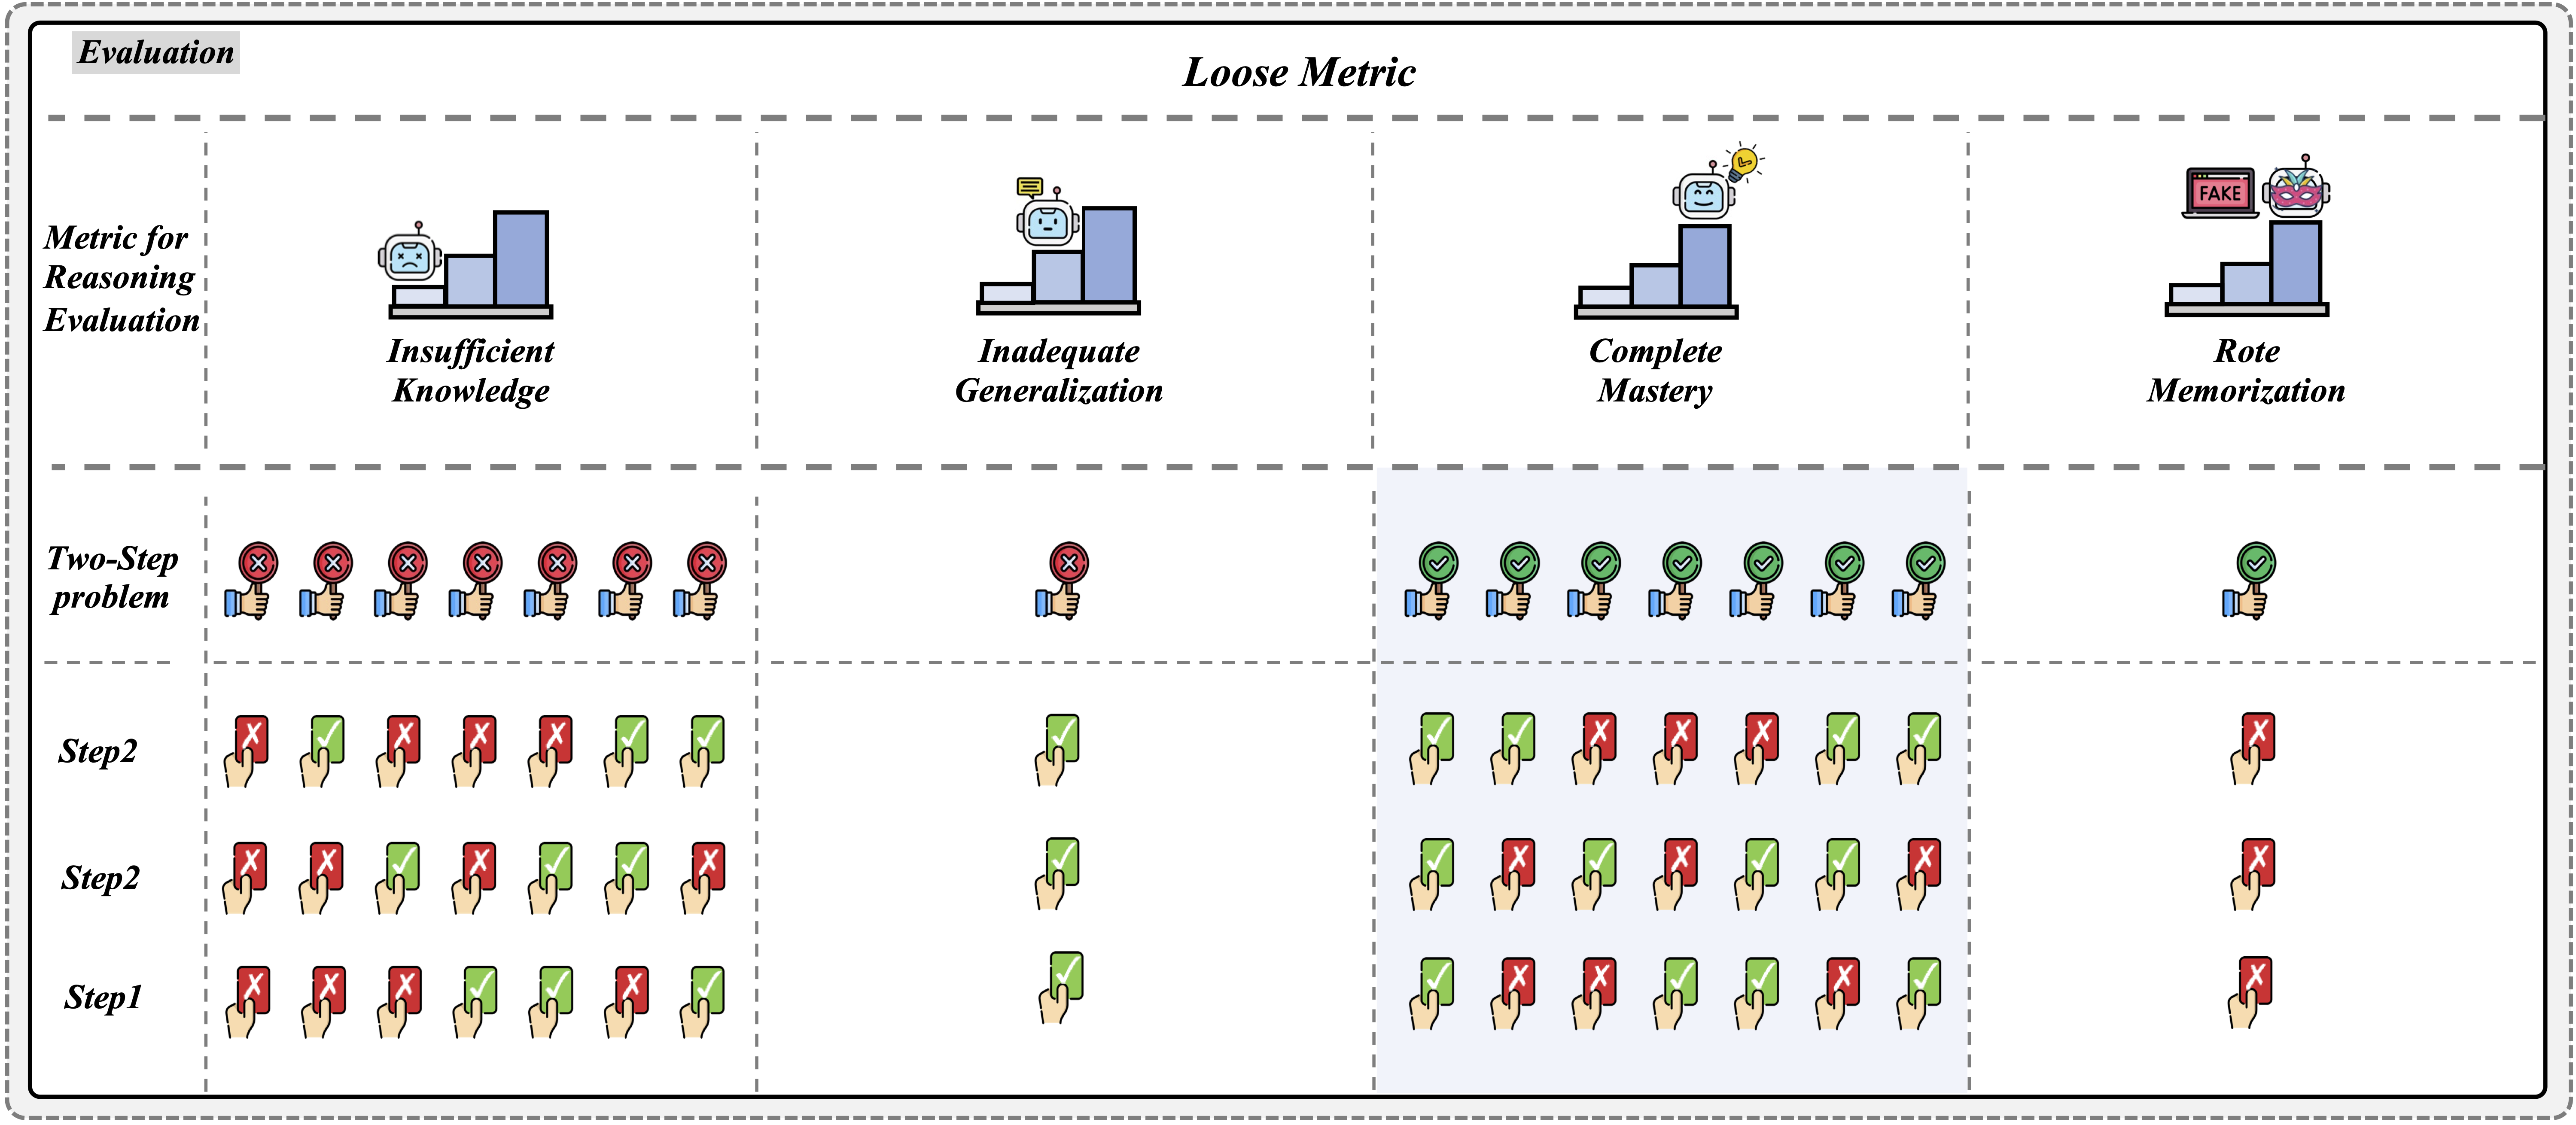 Evaluation
Loose Metric
Metric for
Reasoning
Evaluation
Insufficient
Knowledge
Inadequate
Generalization
Complete
Mastery
FAKE
Rote
Memorization
Two-Step
problem
Step2
Step2
Step1